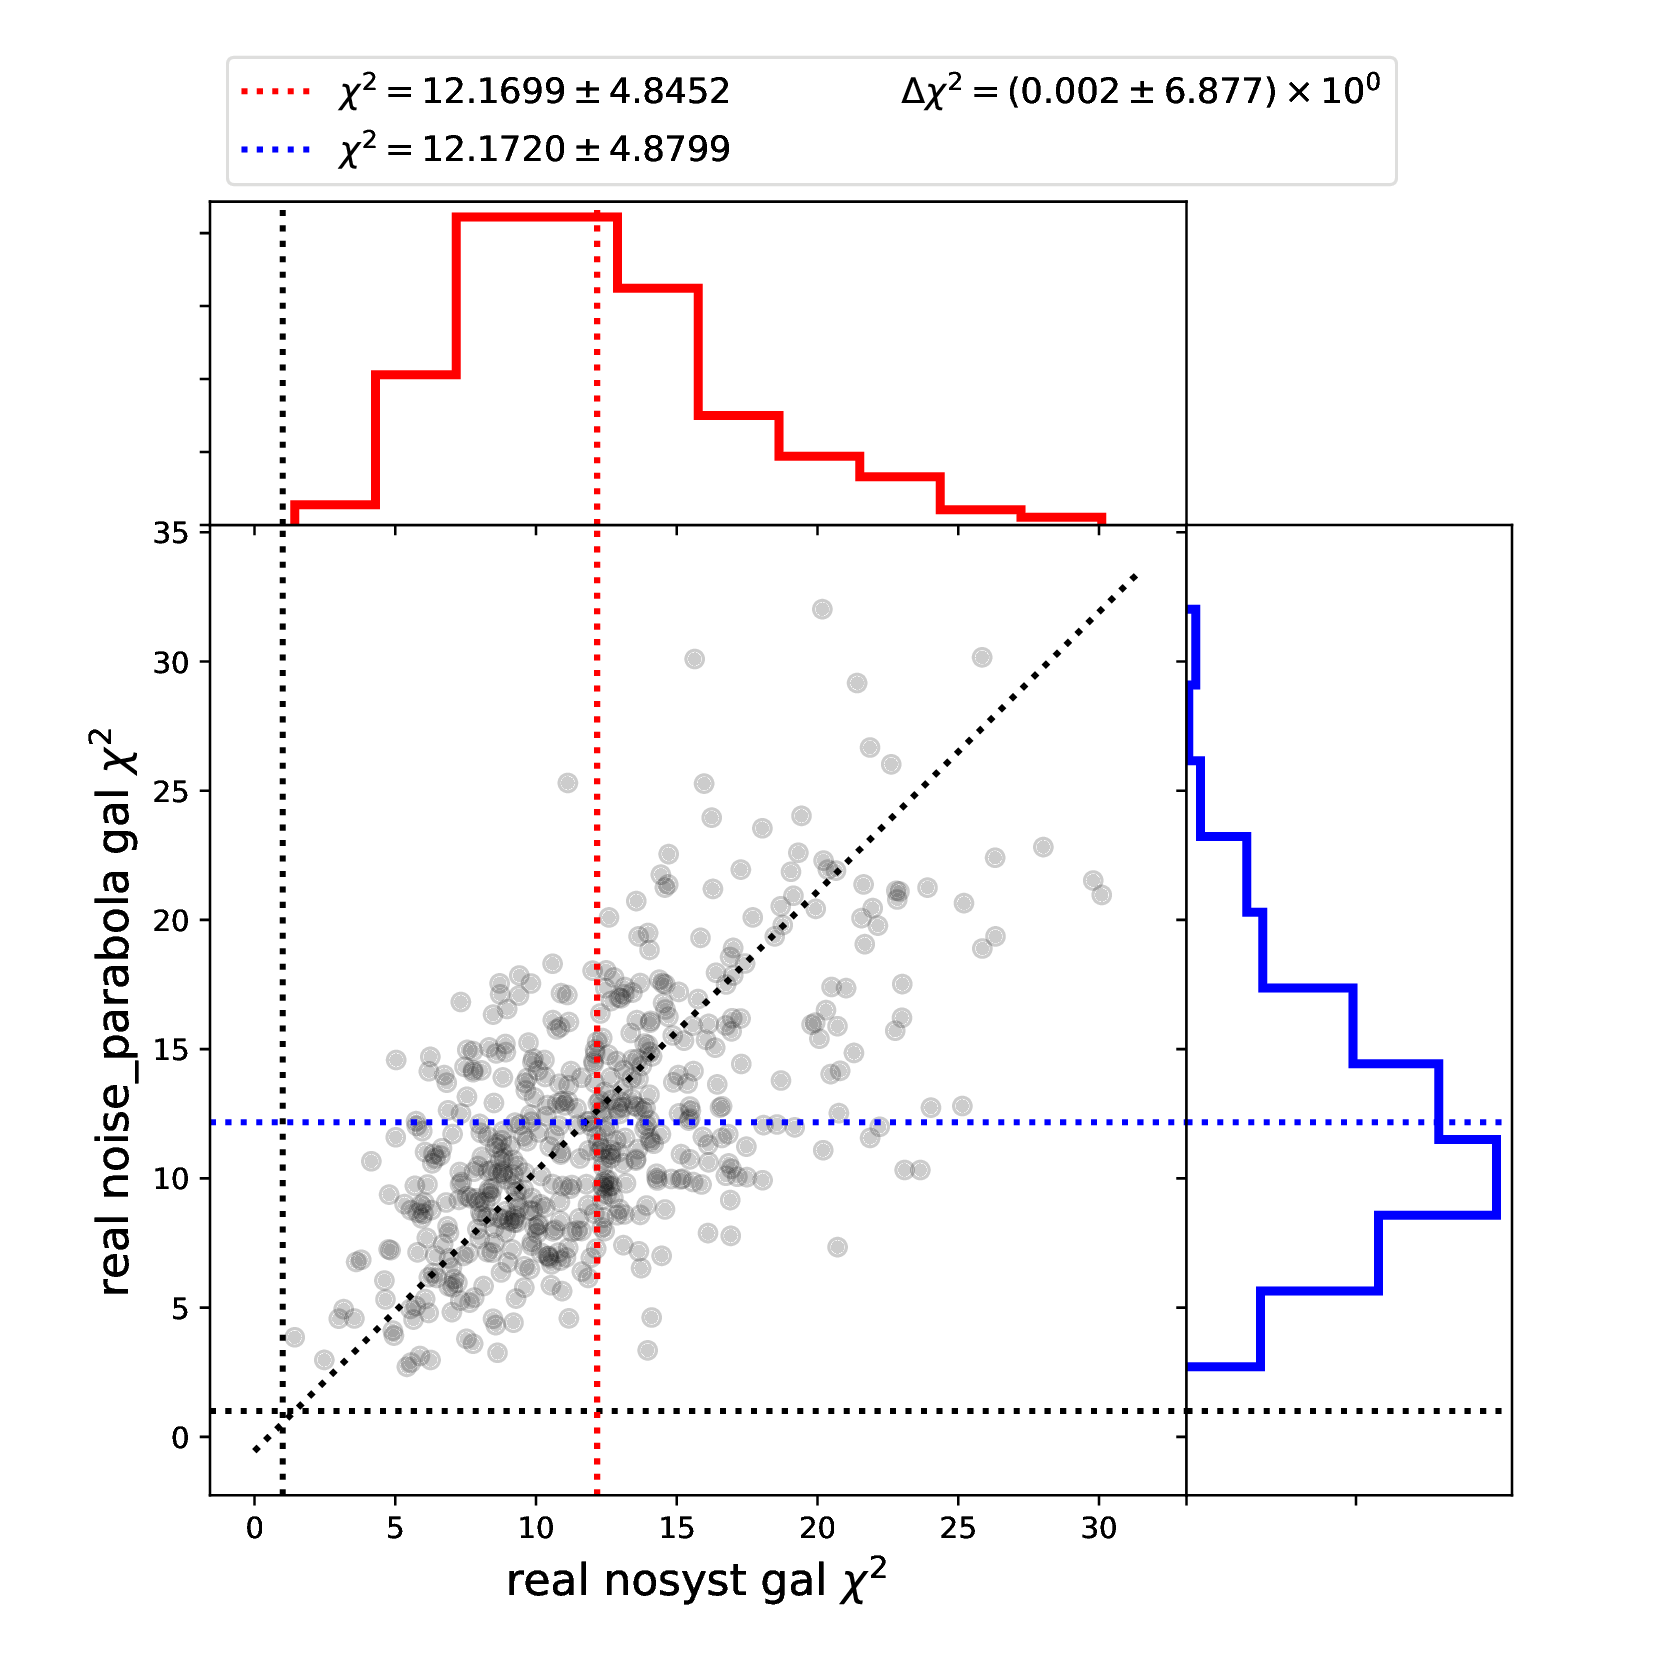 χ² = 12.1699 ± 4.8452
Δχ² = (0.002 ± 6.877) × 10⁰
χ² = 12.1720 ± 4.8799
35
30
25
20
15
10
5
0
real noise_parabola gal χ²
0 5 10 15 20 25 30
real nosyst gal χ²